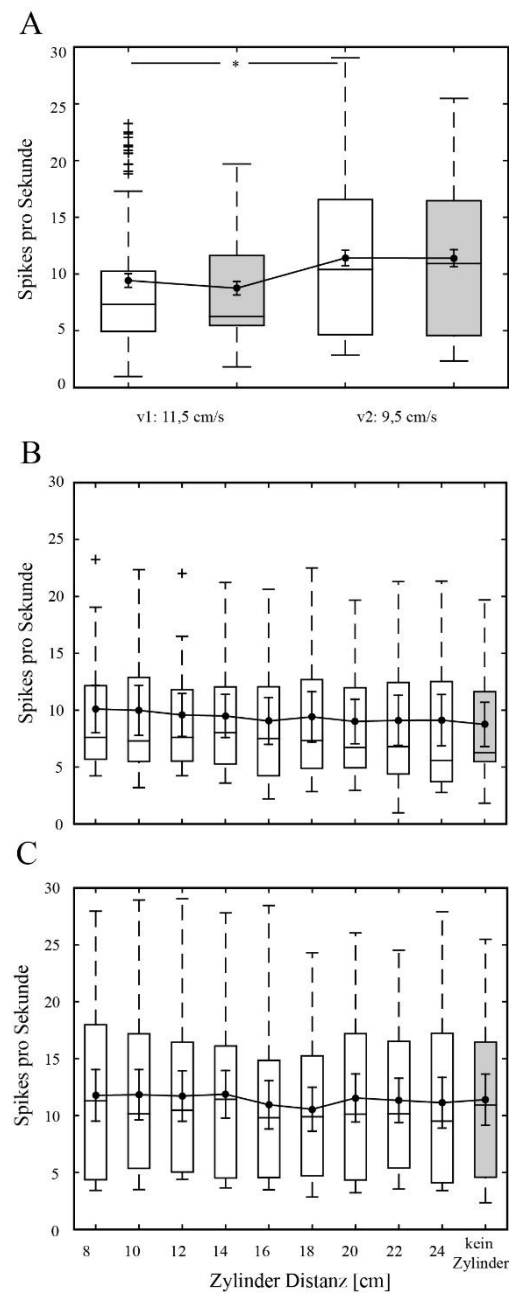 A
30
25
20
15
10
5
0
Spikes pro Sekunde
*
v1: 11,5 cm/s v2: 9,5 cm/s
B
30
25
20
15
10
5
0
Spikes pro Sekunde
C
30
25
20
15
10
5
0
Spikes pro Sekunde
8 10 12 14 16 18 20 22 24 kein
Zylinder
Zylinder Distanz [cm]